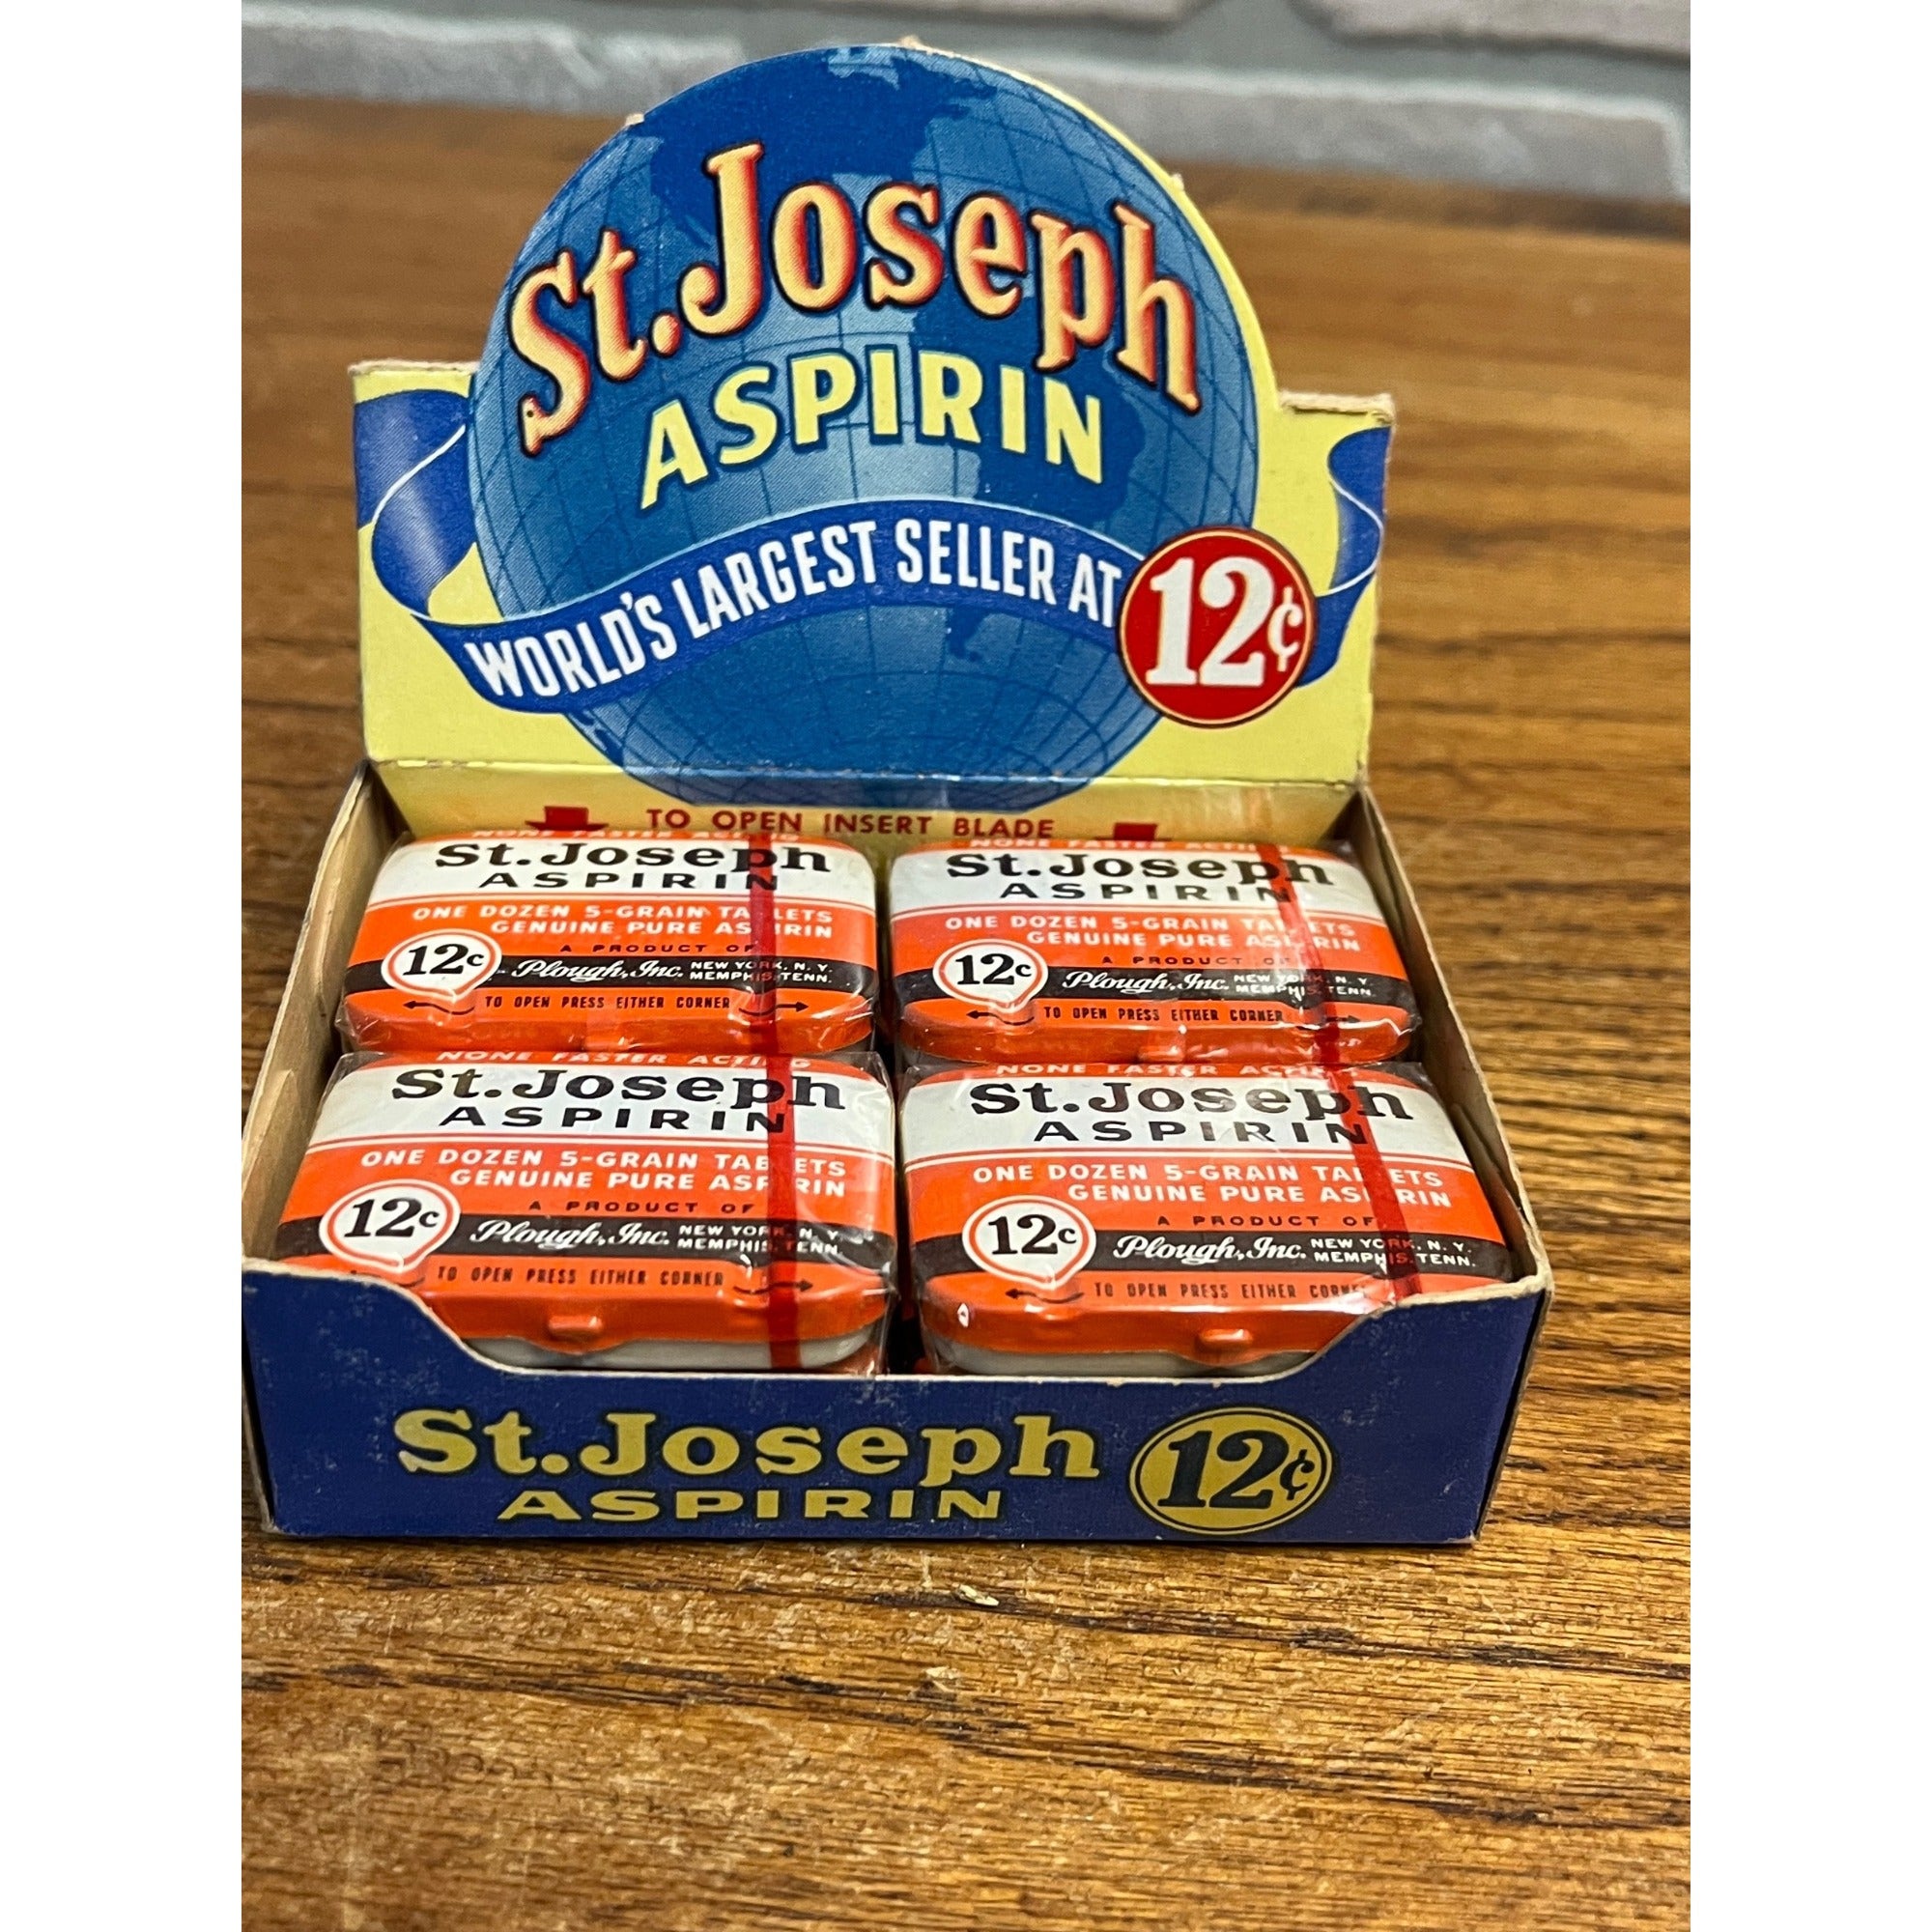 St. Joseph
ASPIRIN
WORLD'S LARGEST SELLER AT 12¢
TO OPEN INSERT BLADE
NONE FASTER ACTING
St. Joseph
ASPIRIN
ONE DOZEN 5-GRAIN TABLETS
GENUINE PURE ASPIRIN
A PRODUCT OF
12c Plough, Inc. NEW YORK, N. Y.
MEMPHIS, TENN.
TO OPEN PRESS EITHER CORNER
NONE FASTER ACTING
St. Joseph
ASPIRIN
ONE DOZEN 5-GRAIN TABLETS
GENUINE PURE ASPIRIN
A PRODUCT OF
12c Plough, Inc. NEW YORK, N. Y.
MEMPHIS, TENN.
TO OPEN PRESS EITHER CORNER
NONE FASTER ACTING
St. Joseph
ASPIRIN
ONE DOZEN 5-GRAIN TABLETS
GENUINE PURE ASPIRIN
A PRODUCT OF
12c Plough, Inc. NEW YORK, N. Y.
MEMPHIS, TENN.
TO OPEN PRESS EITHER CORNER
NONE FASTER ACTING
St. Joseph
ASPIRIN
ONE DOZEN 5-GRAIN TABLETS
GENUINE PURE ASPIRIN
A PRODUCT OF
12c Plough, Inc. NEW YORK, N. Y.
MEMPHIS, TENN.
TO OPEN PRESS EITHER CORNER
St. Joseph
ASPIRIN
12¢